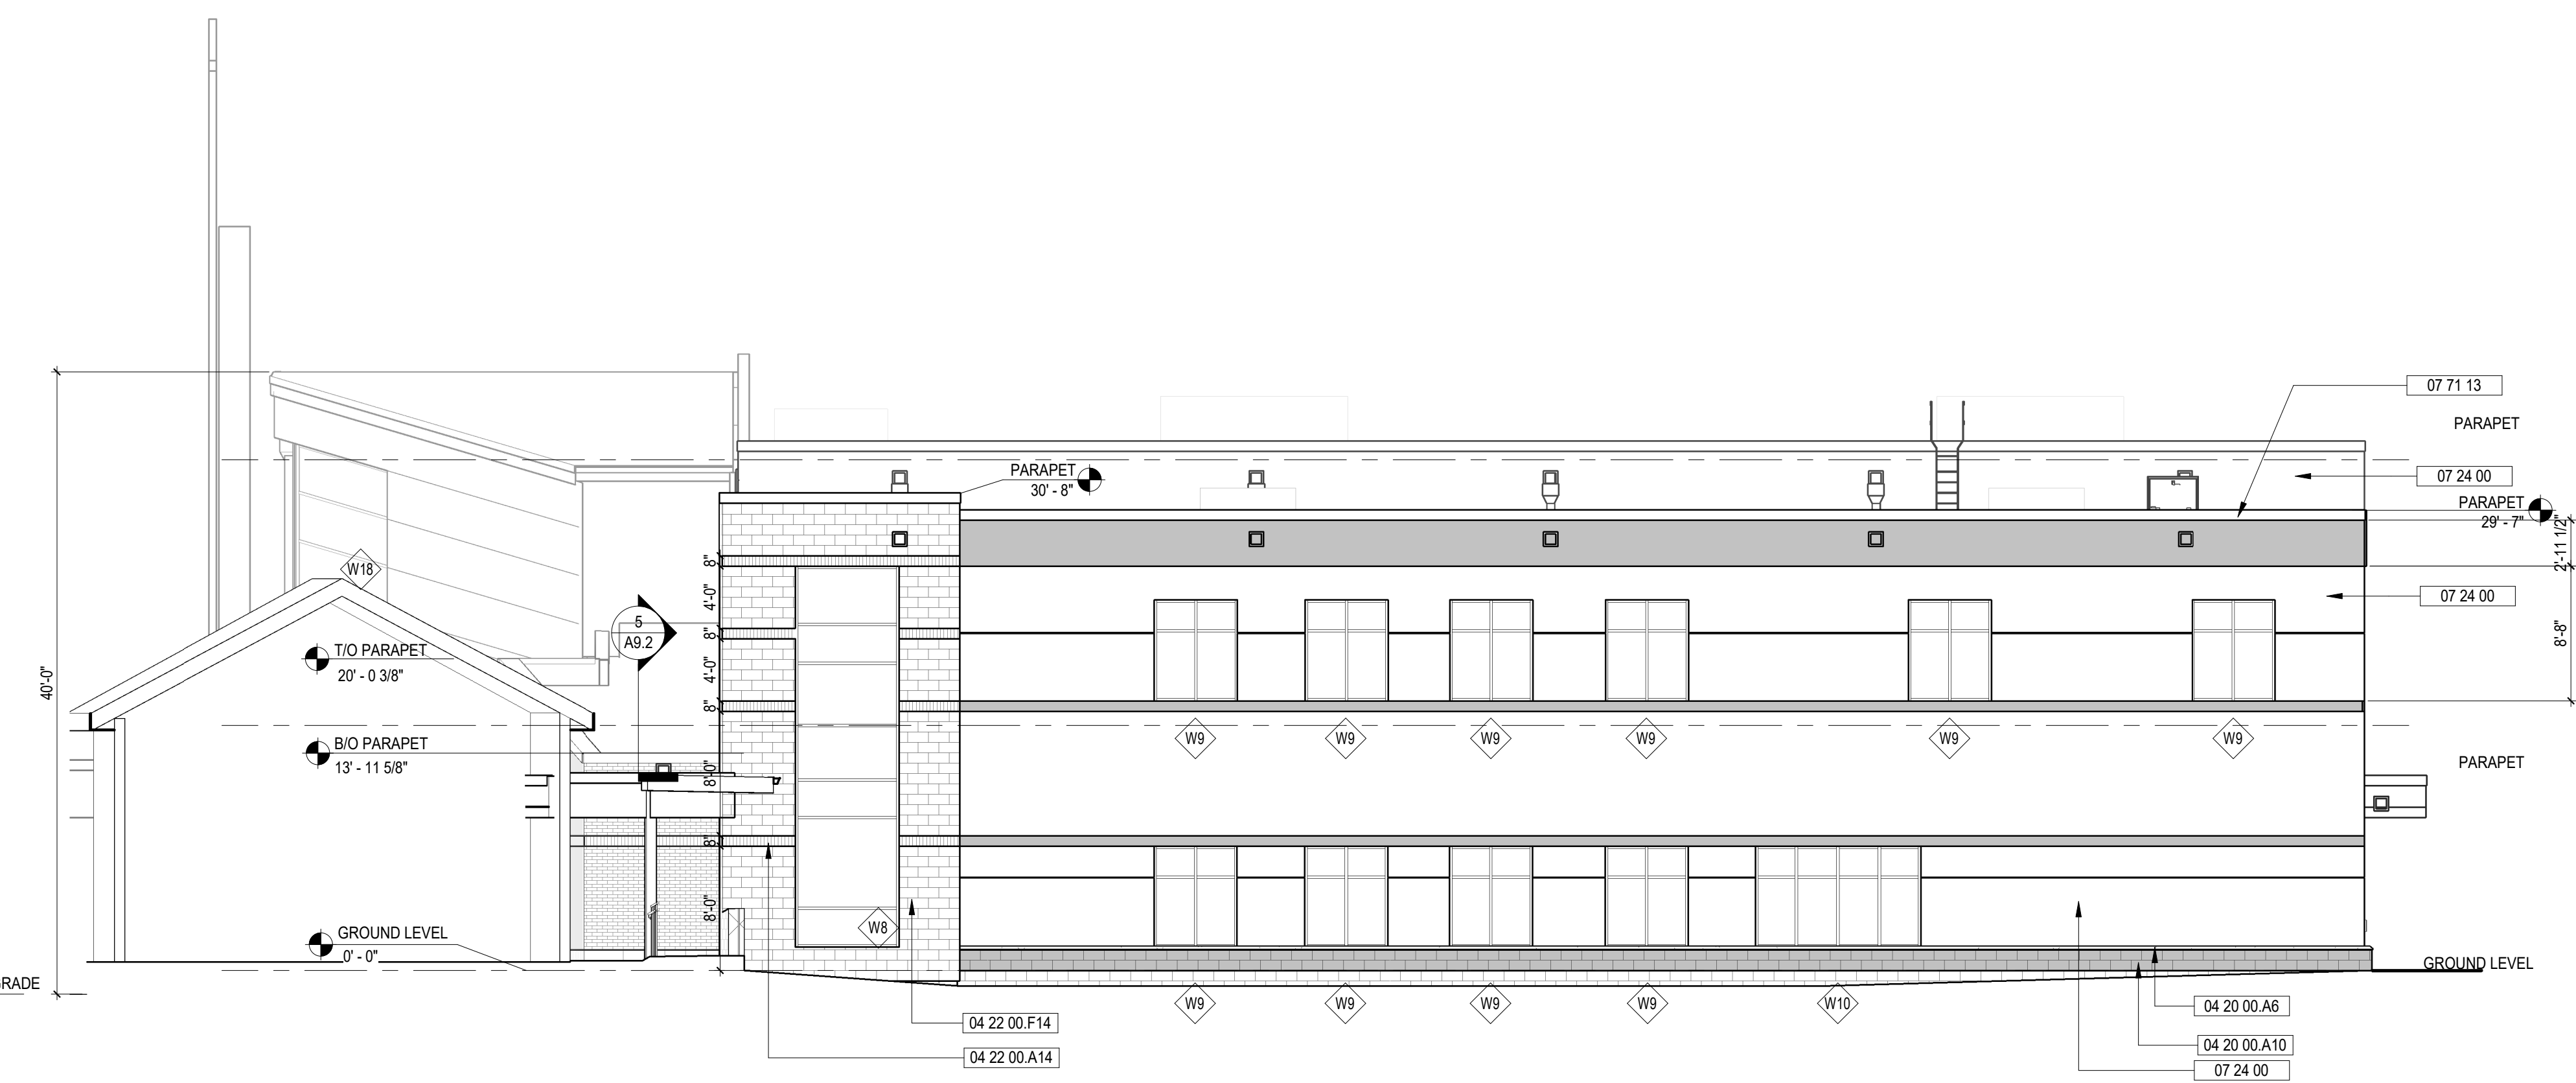 07 71 13
PARAPET
PARAPET
30' - 8"
07 24 00
PARAPET
29' - 7"
2'-11 1/2"
8"
W18
4'-0"
07 24 00
5
A9.2
8"
8'-8"
T/O PARAPET
20' - 0 3/8"
40'-0"
4'-0"
8"
W9
W9
W9
W9
W9
W9
B/O PARAPET
13' - 11 5/8"
8'-0"
PARAPET
8"
8'-0"
W8
GROUND LEVEL
0' - 0"
GROUND LEVEL
RADE
W9
W9
W9
W9
W10
04 20 00.A6
04 22 00.F14
04 20 00.A10
04 22 00.A14
07 24 00